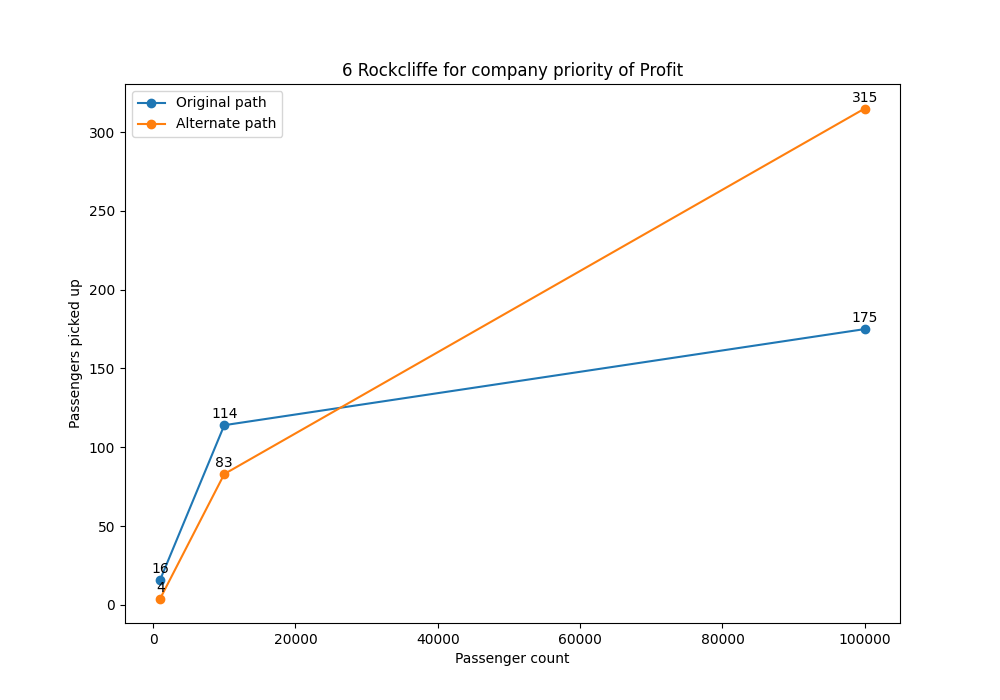 6 Rockcliffe for company priority of Profit
Original path
Alternate path
315
300
250
200
175
150
114
100
83
50
16
4
0
Passengers picked up
0 20000 40000 60000 80000 100000
Passenger count